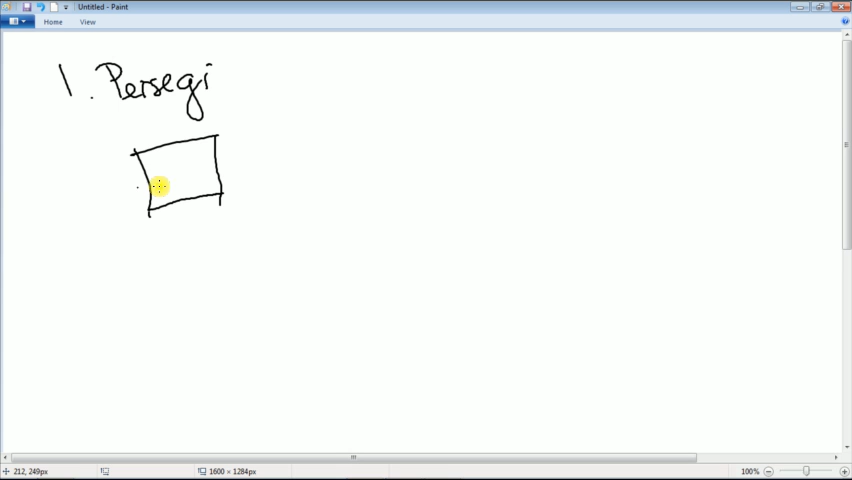 Untitled - Paint
Home View
1. Persegi
212, 249px 1600 × 1284px 100%